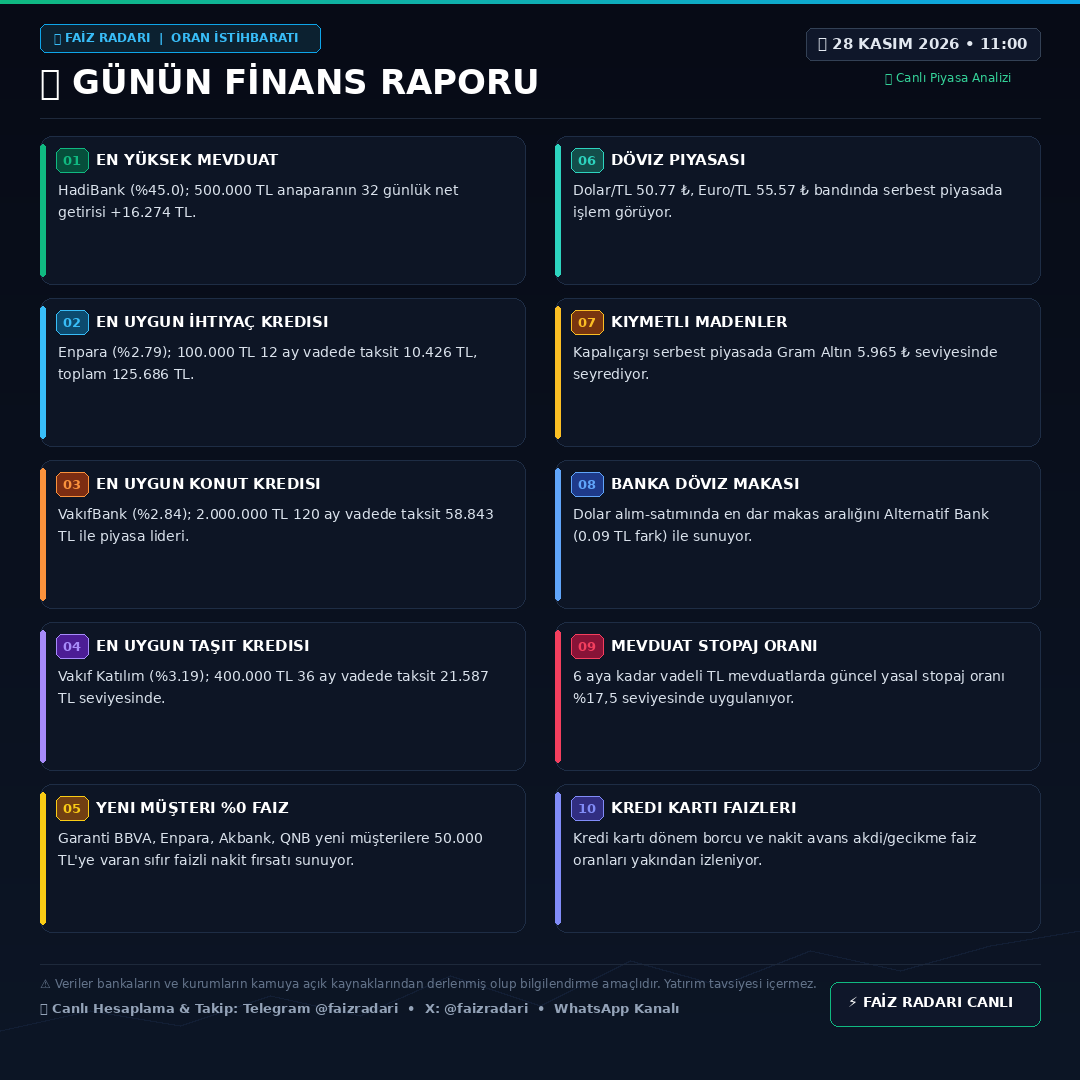 FAİZ RADARI | ORAN İSTİHBARATI
GÜNÜN FİNANS RAPORU
28 KASIM 2026 • 11:00
Canlı Piyasa Analizi
01 EN YÜKSEK MEVDUAT
HadiBank (%45.0); 500.000 TL anaparanın 32 günlük net
getirisi +16.274 TL.
02 EN UYGUN İHTIYAÇ KREDISI
Enpara (%2.79); 100.000 TL 12 ay vadede taksit 10.426 TL,
toplam 125.686 TL.
03 EN UYGUN KONUT KREDISI
VakıfBank (%2.84); 2.000.000 TL 120 ay vadede taksit 58.843
TL ile piyasa lideri.
04 EN UYGUN TAŞIT KREDISI
Vakıf Katılım (%3.19); 400.000 TL 36 ay vadede taksit 21.587
TL seviyesinde.
05 YENI MÜŞTERI %0 FAIZ
Garanti BBVA, Enpara, Akbank, QNB yeni müşterilere 50.000
TL'ye varan sıfır faizli nakit fırsatı sunuyor.
06 DÖVIZ PIYASASI
Dolar/TL 50.77 ₺, Euro/TL 55.57 ₺ bandında serbest piyasada
işlem görüyor.
07 KIYMETLI MADENLER
Kapalıçarşı serbest piyasada Gram Altın 5.965 ₺ seviyesinde
seyrediyor.
08 BANKA DÖVIZ MAKASI
Dolar alım-satımında en dar makas aralığını Alternatif Bank
(0.09 TL fark) ile sunuyor.
09 MEVDUAT STOPAJ ORANI
6 aya kadar vadeli TL mevduatlarda güncel yasal stopaj oranı
%17,5 seviyesinde uygulanıyor.
10 KREDI KARTI FAIZLERI
Kredi kartı dönem borcu ve nakit avans akdi/gecikme faiz
oranları yakından izleniyor.
⚠ Veriler bankaların ve kurumların kamuya açık kaynaklarından derlenmiş olup bilgilendirme amaçlıdır. Yatırım tavsiyesi içermez.
Canlı Hesaplama & Takip: Telegram @faizradari • X: @faizradari • WhatsApp Kanalı
⚡ FAİZ RADARI CANLI